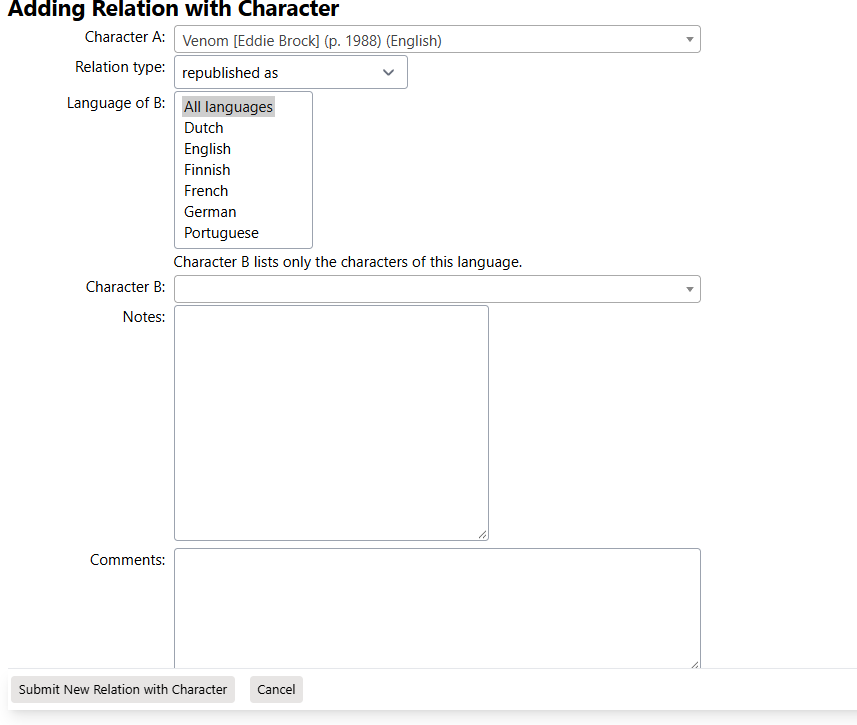 Adding Relation with Character
Character A: Venom [Eddie Brock] (p. 1988) (English)
Relation type: republished as
Language of B: All languages
Dutch
English
Finnish
French
German
Portuguese
Character B lists only the characters of this language.
Character B:
Notes:
Comments:
Submit New Relation with Character Cancel